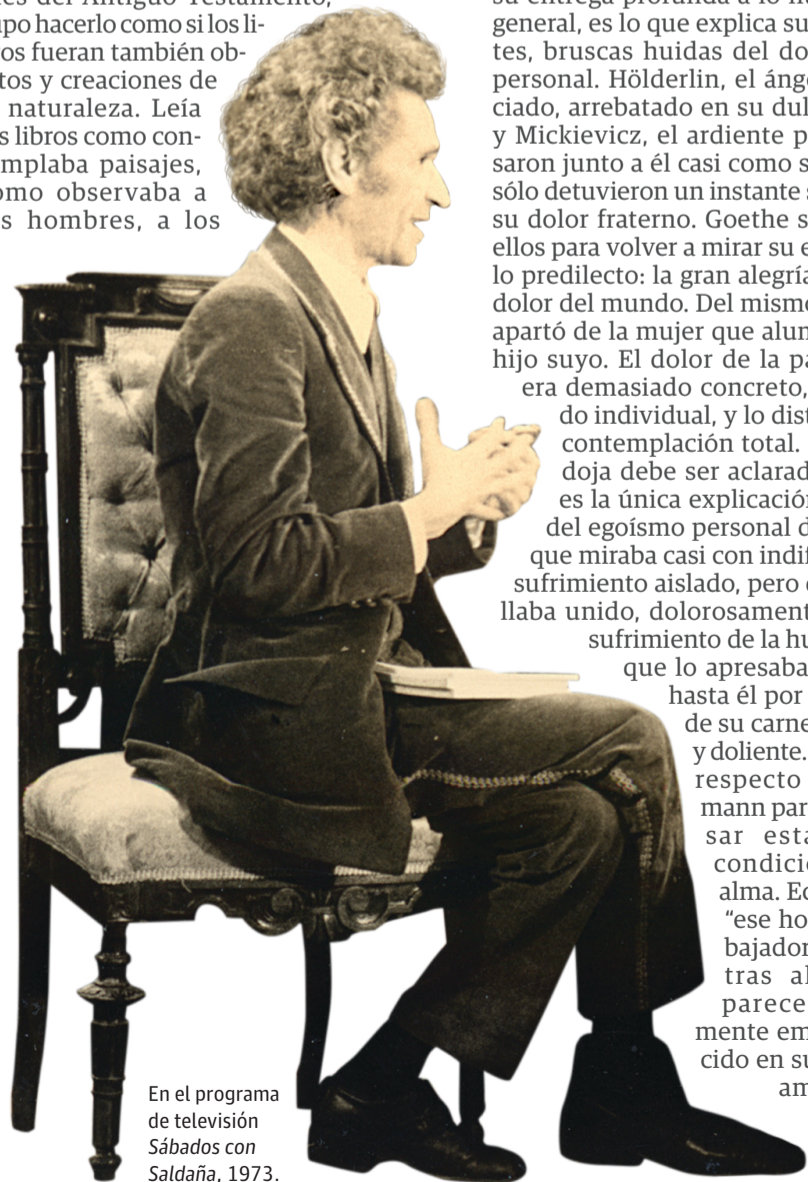 es del Antiguo Testamento,
upo hacerlo como si los li-
ros fueran también ob-
tos y creaciones de
naturaleza. Leía
s libros como con-
mplaba paisajes,
omo observaba a
s hombres, a los
su entrega profunda a lo
general, es lo que explica su
tes, bruscas huidas del do
personal. Hölderlin, el áng
ciado, arrebatado en su dul
y Mickievicz, el ardiente p
saron junto a él casi como s
sólo detuvieron un instante s
su dolor fraterno. Goethe s
ellos para volver a mirar su e
lo predilecto: la gran alegría
dolor del mundo. Del mismo
apartó de la mujer que alum
hijo suyo. El dolor de la pa
era demasiado concreto,
do individual, y lo dist
contemplación total.
doja debe ser aclarad
es la única explicación
del egoísmo personal d
que miraba casi con indif
sufrimiento aislado, pero
llaba unido, dolorosament
sufrimiento de la hu
que lo apresaba
hasta él por
de su carne
y doliente.
respecto
mann par
sar esta
condici
alma. Ec
“ese ho
bajador
tras al
parece
mente em
cido en su
am
En el programa
de televisión
Sábados con
Saldaña, 1973.